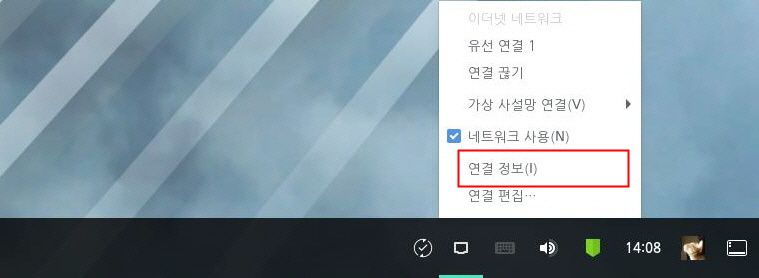 이더넷 네트워크
유선 연결 1
연결 끊기
가상 사설망 연결(V)
네트워크 사용(N)
연결 정보(I)
연결 편집…
14:08